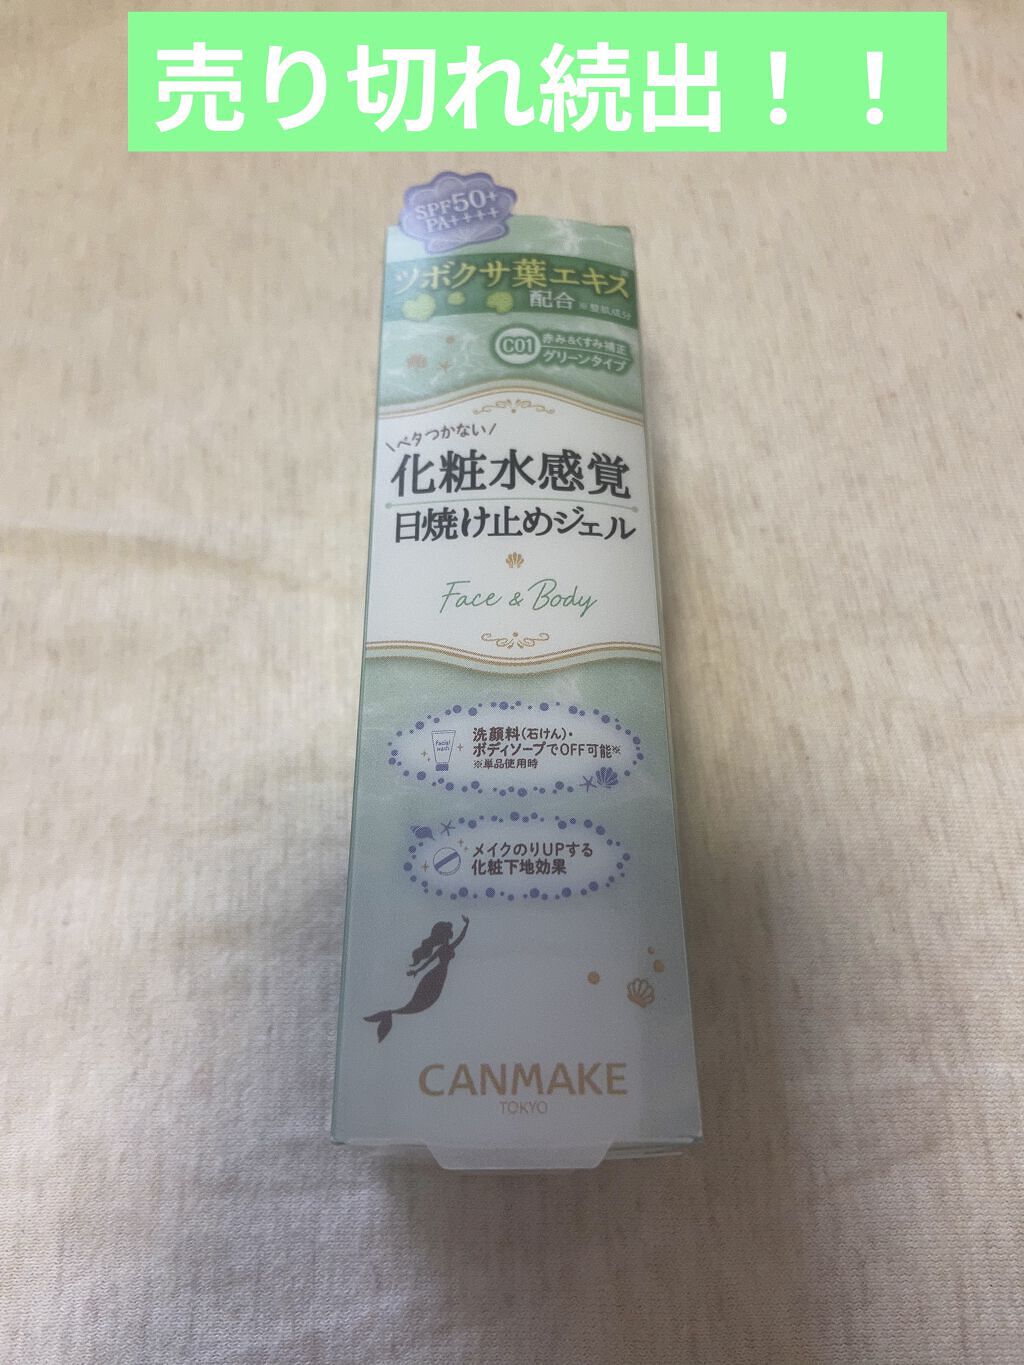 売り切れ続出！！
SPF50+
PA++++
ツボクサ葉エキス※
配合 ※整肌成分
C01 赤み&くすみ補正
グリーンタイプ
\ベタつかない/
化粧水感覚
日焼け止めジェル
Face & Body
facial
wash
洗顔料(石けん)・
ボディソープでOFF可能※
※単品使用時
メイクのりUPする
化粧下地効果
CANMAKE
TOKYO